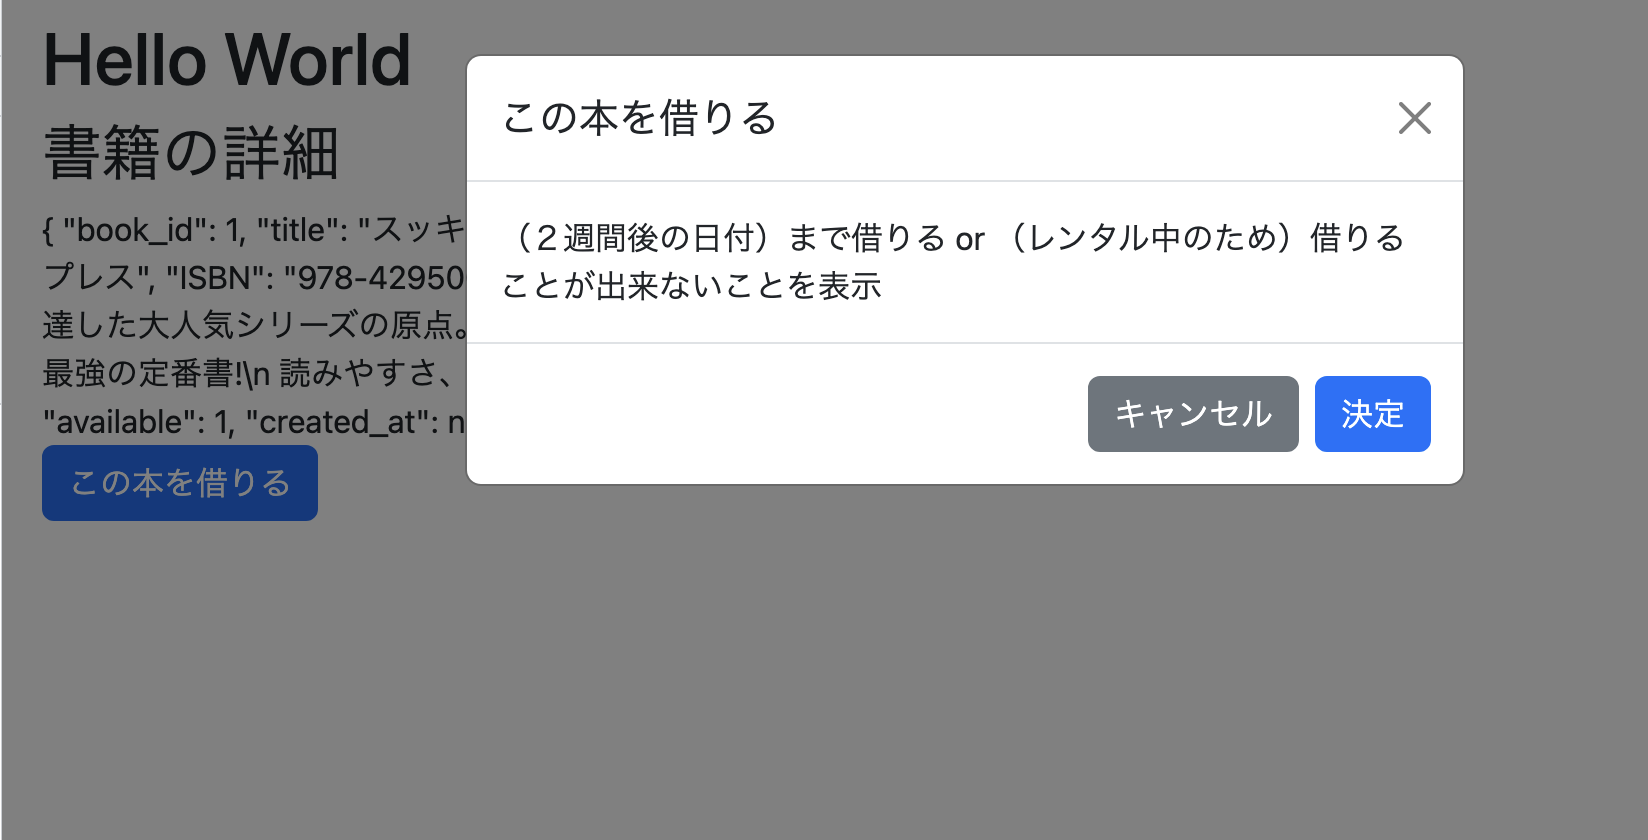 Hello World
書籍の詳細
{ "book_id": 1, "title": "スッキ
プレス", "ISBN": "978-42950
達した大人気シリーズの原点。
最強の定番書!\n 読みやすさ、
"available": 1, "created_at": n
この本を借りる
この本を借りる
（２週間後の日付）まで借りる or （レンタル中のため）借りる
ことが出来ないことを表示
キャンセル 決定